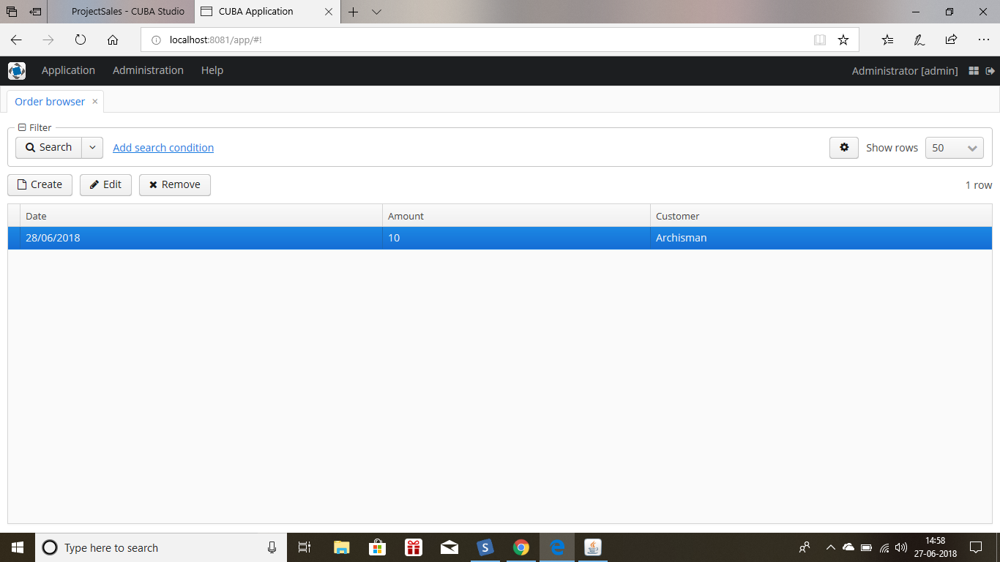 ProjectSales - CUBA Studio
CUBA Application
localhost:8081/app/#!
Application Administration Help Administrator [admin]
Order browser
Filter
Search Add search condition Show rows 50
Create Edit Remove 1 row
Date Amount Customer
28/06/2018 10 Archisman
Type here to search S 14:58
27-06-2018